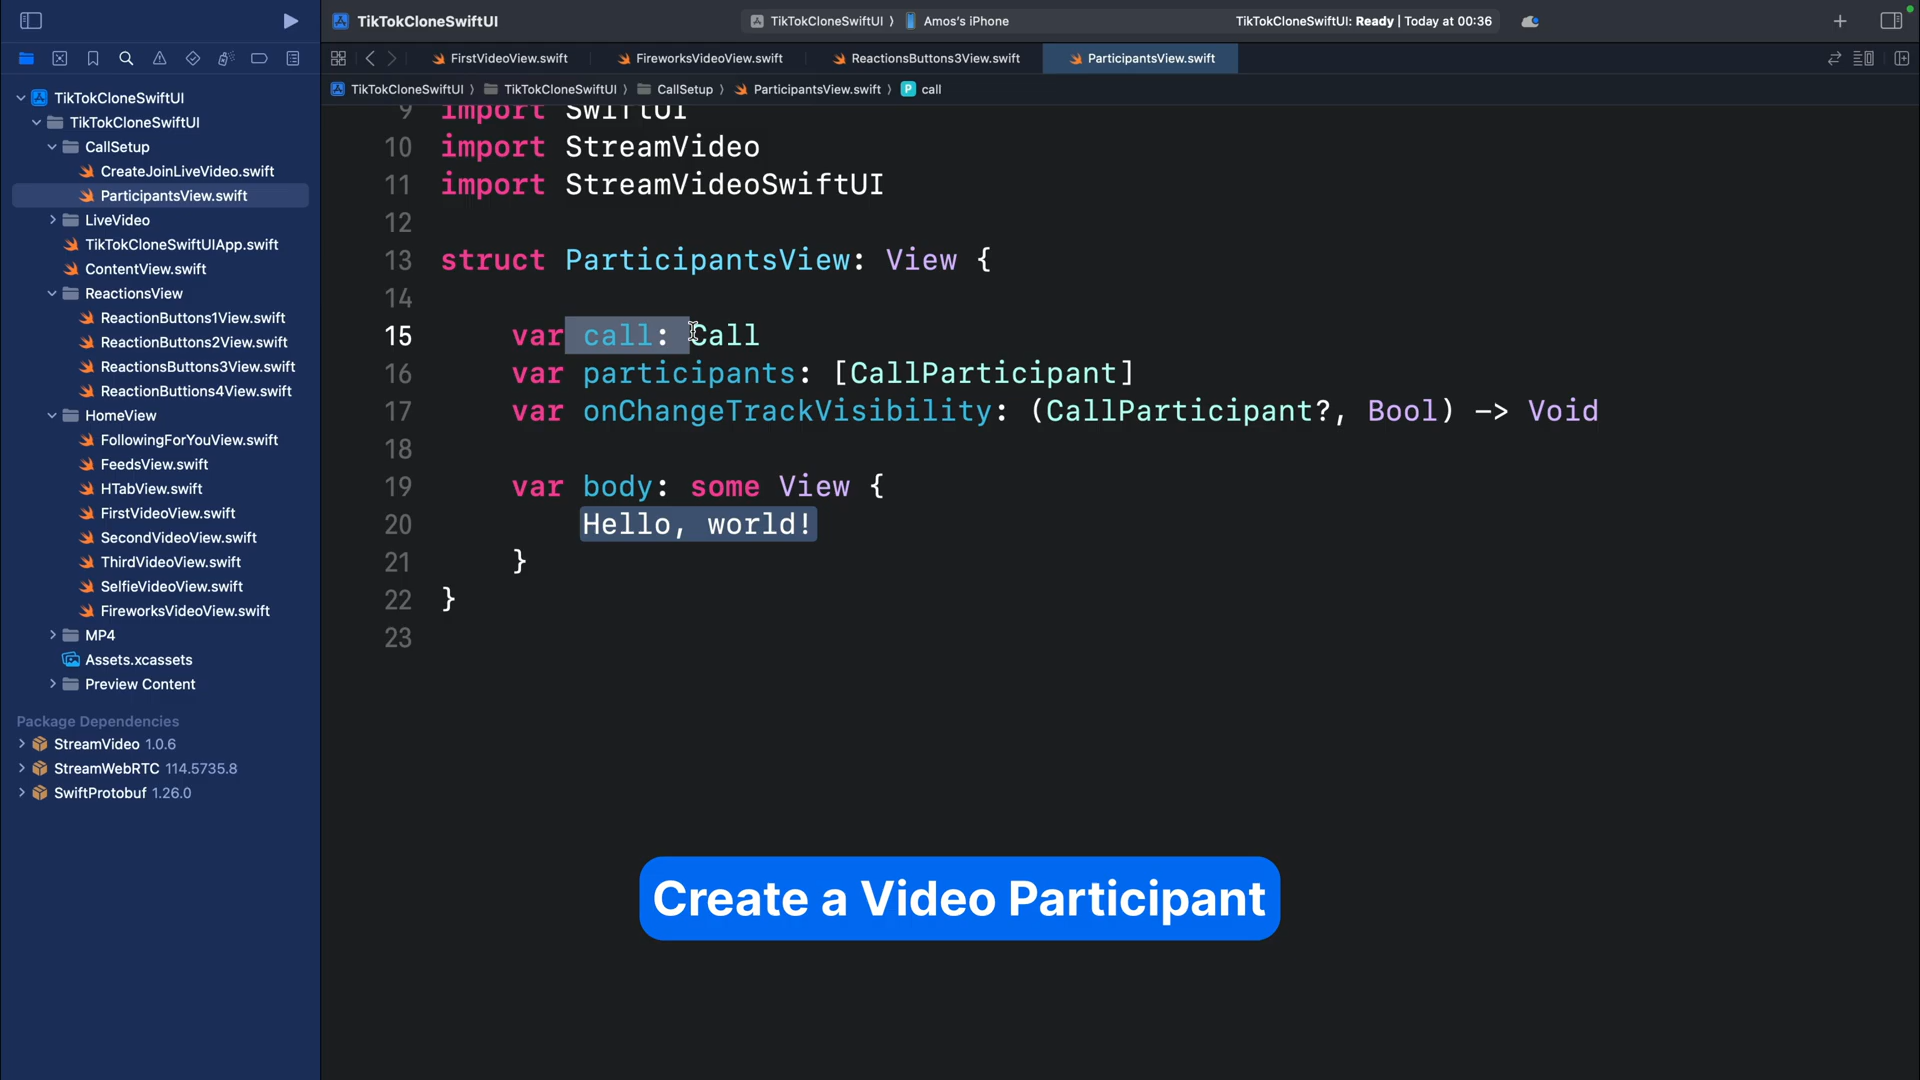 TikTokCloneSwiftUI
TikTokCloneSwiftUI
Amos's iPhone
TikTokCloneSwiftUI: Ready | Today at 00:36
FirstVideoView.swift
FireworksVideoView.swift
ReactionsButtons3View.swift
ParticipantsView.swift
TikTokCloneSwiftUI
TikTokCloneSwiftUI
CallSetup
ParticipantsView.swift
P call
TikTokCloneSwiftUI
TikTokCloneSwiftUI
CallSetup
CreateJoinLiveVideo.swift
ParticipantsView.swift
LiveVideo
TikTokCloneSwiftUIApp.swift
ContentView.swift
ReactionsView
ReactionButtons1View.swift
ReactionButtons2View.swift
ReactionsButtons3View.swift
ReactionButtons4View.swift
HomeView
FollowingForYouView.swift
FeedsView.swift
HTabView.swift
FirstVideoView.swift
SecondVideoView.swift
ThirdVideoView.swift
SelfieVideoView.swift
FireworksVideoView.swift
MP4
Assets.xcassets
Preview Content
Package Dependencies
StreamVideo 1.0.6
StreamWebRTC 114.5735.8
SwiftProtobuf 1.26.0
9 import SwiftUI
10 import StreamVideo
11 import StreamVideoSwiftUI
12
13 struct ParticipantsView: View {
14
15 var call: Call
16 var participants: [CallParticipant]
17 var onChangeTrackVisibility: (CallParticipant?, Bool) -> Void
18
19 var body: some View {
20 Hello, world!
21 }
22 }
23
Create a Video Participant